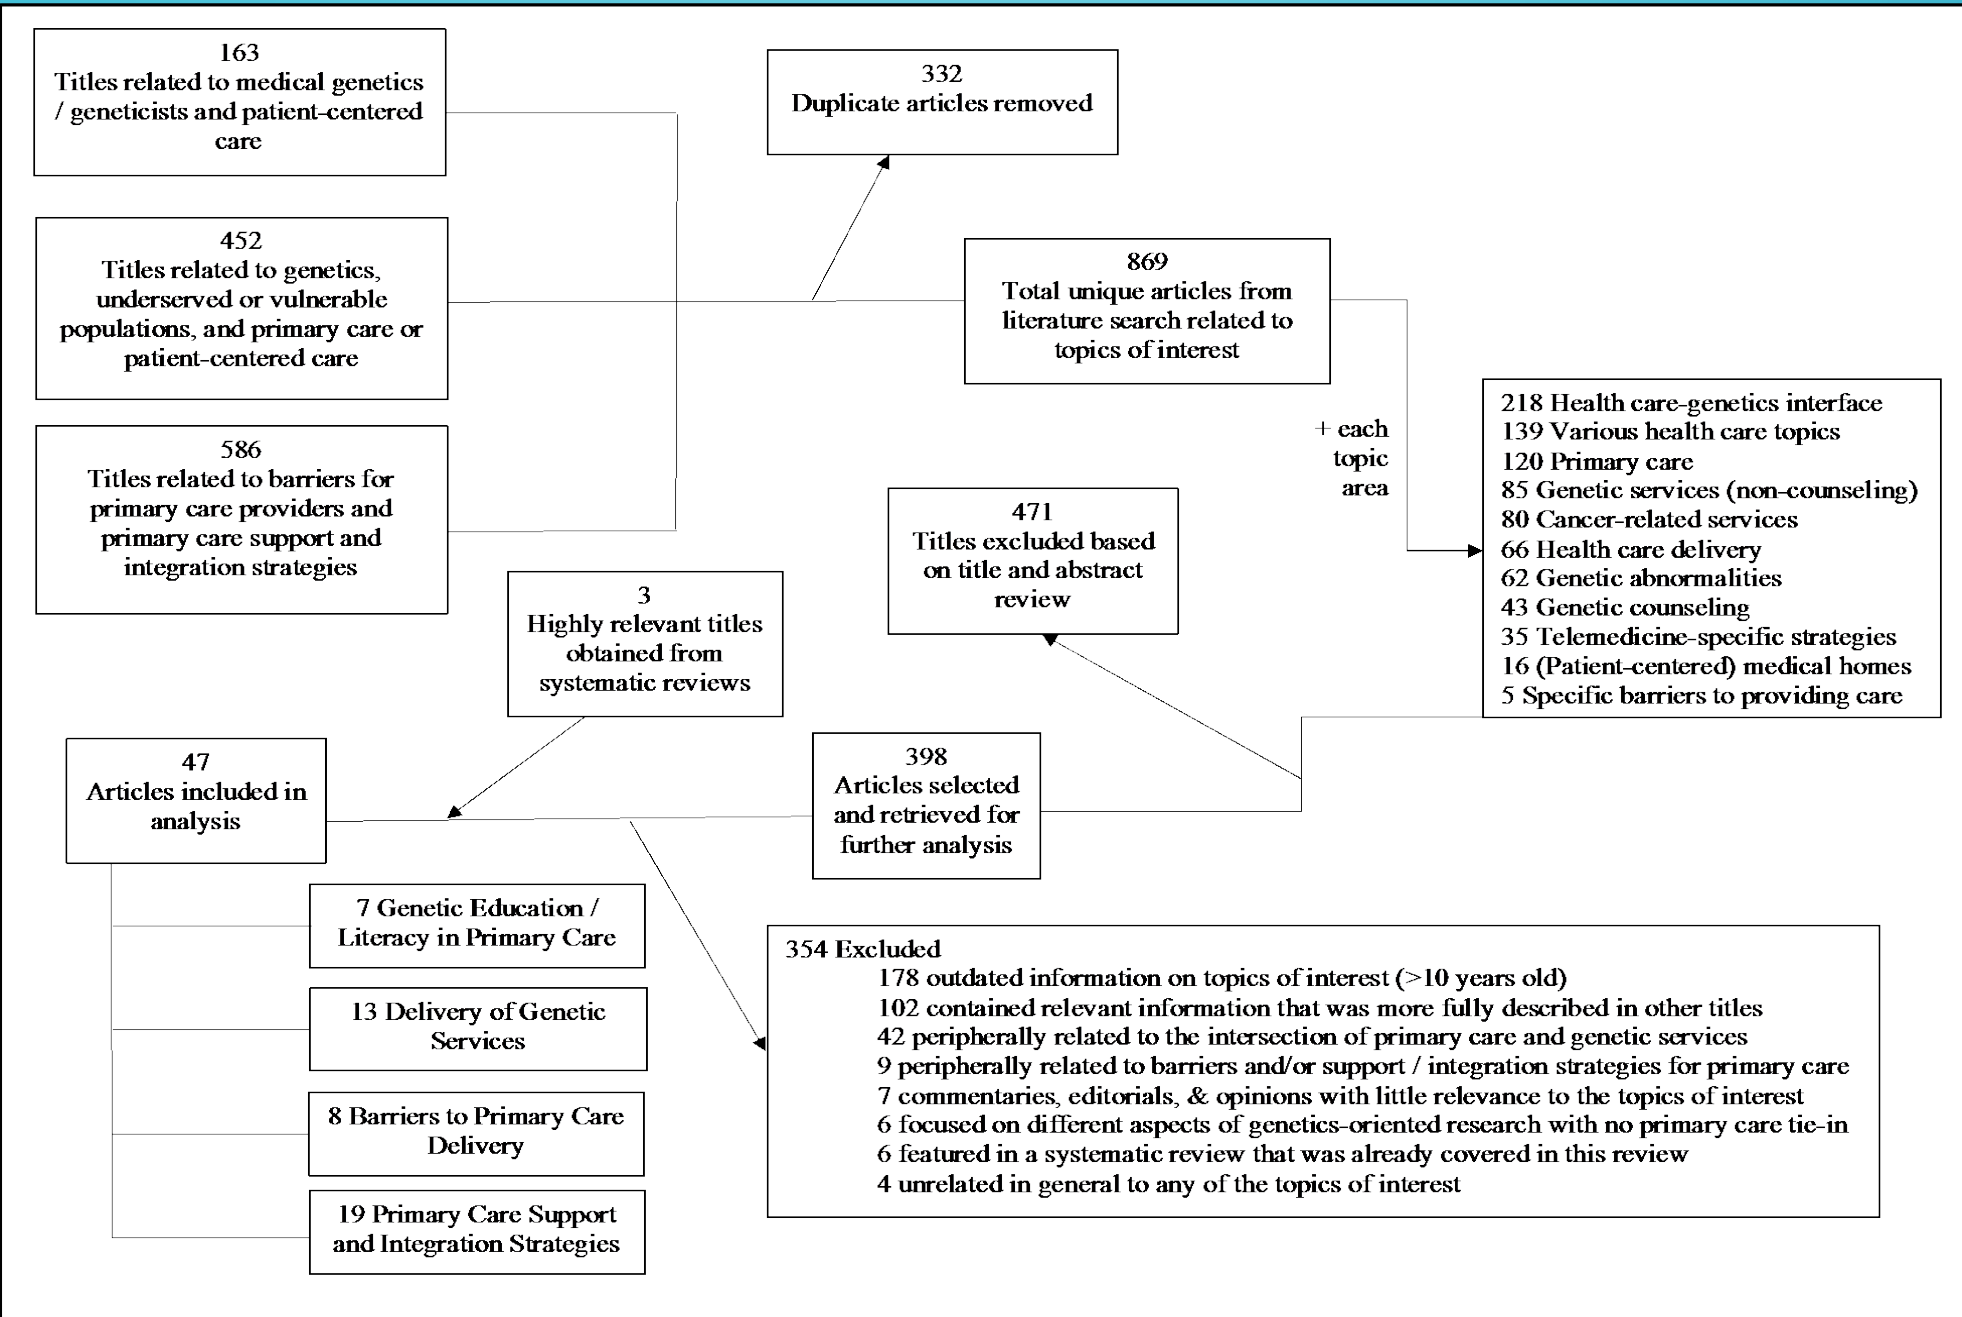 163
Titles related to medical genetics
/ geneticists and patient-centered
care
332
Duplicate articles removed
452
Titles related to genetics,
underserved or vulnerable
populations, and primary care or
patient-centered care
869
Total unique articles from
literature search related to
topics of interest
586
Titles related to barriers for
primary care providers and
primary care support and
integration strategies
+ each
topic
area
218 Health care-genetics interface
139 Various health care topics
120 Primary care
85 Genetic services (non-counseling)
80 Cancer-related services
66 Health care delivery
62 Genetic abnormalities
43 Genetic counseling
35 Telemedicine-specific strategies
16 (Patient-centered) medical homes
5 Specific barriers to providing care
471
Titles excluded based
on title and abstract
review
3
Highly relevant titles
obtained from
systematic reviews
398
Articles selected
and retrieved for
further analysis
47
Articles included in
analysis
7 Genetic Education /
Literacy in Primary Care
13 Delivery of Genetic
Services
8 Barriers to Primary Care
Delivery
19 Primary Care Support
and Integration Strategies
354 Excluded
178 outdated information on topics of interest (>10 years old)
102 contained relevant information that was more fully described in other titles
42 peripherally related to the intersection of primary care and genetic services
9 peripherally related to barriers and/or support / integration strategies for primary care
7 commentaries, editorials, & opinions with little relevance to the topics of interest
6 focused on different aspects of genetics-oriented research with no primary care tie-in
6 featured in a systematic review that was already covered in this review
4 unrelated in general to any of the topics of interest